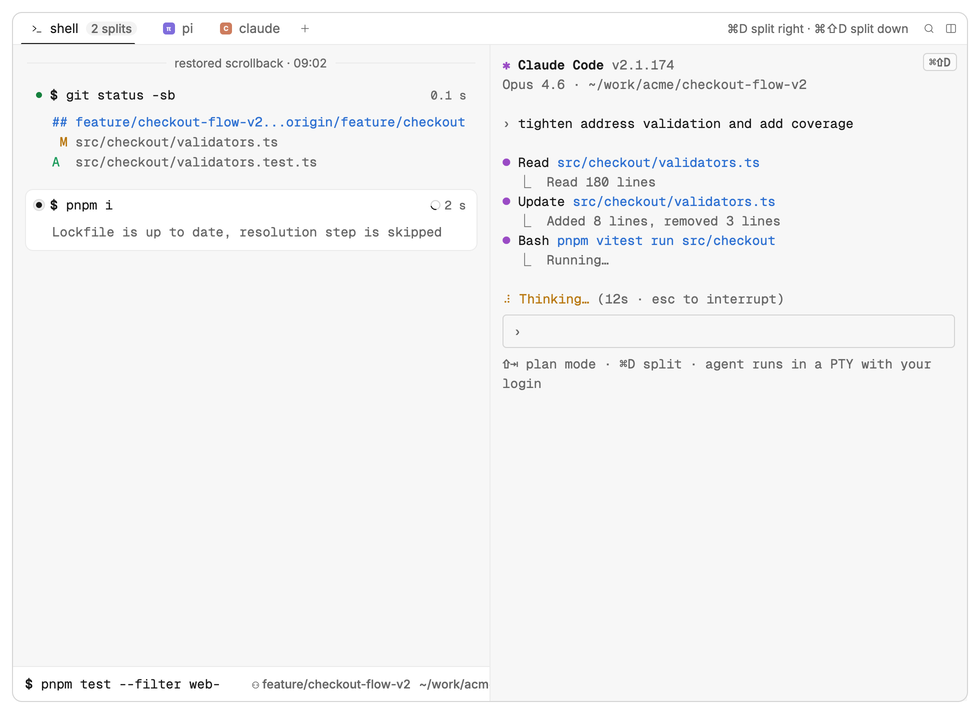 >_ shell 2 splits π pi C claude + ⌘D split right · ⌘⇧D split down
restored scrollback · 09:02
$ git status -sb 0.1 s
## feature/checkout-flow-v2...origin/feature/checkout
M src/checkout/validators.ts
A src/checkout/validators.test.ts
$ pnpm i 2 s
Lockfile is up to date, resolution step is skipped
$ pnpm test --filter web- feature/checkout-flow-v2 ~/work/acm
⌘⇧D
✱ Claude Code v2.1.174
Opus 4.6 · ~/work/acme/checkout-flow-v2
› tighten address validation and add coverage
Read src/checkout/validators.ts
Read 180 lines
Update src/checkout/validators.ts
Added 8 lines, removed 3 lines
Bash pnpm vitest run src/checkout
Running…
Thinking… (12s · esc to interrupt)
›
⇧⇥ plan mode · ⌘D split · agent runs in a PTY with your
login